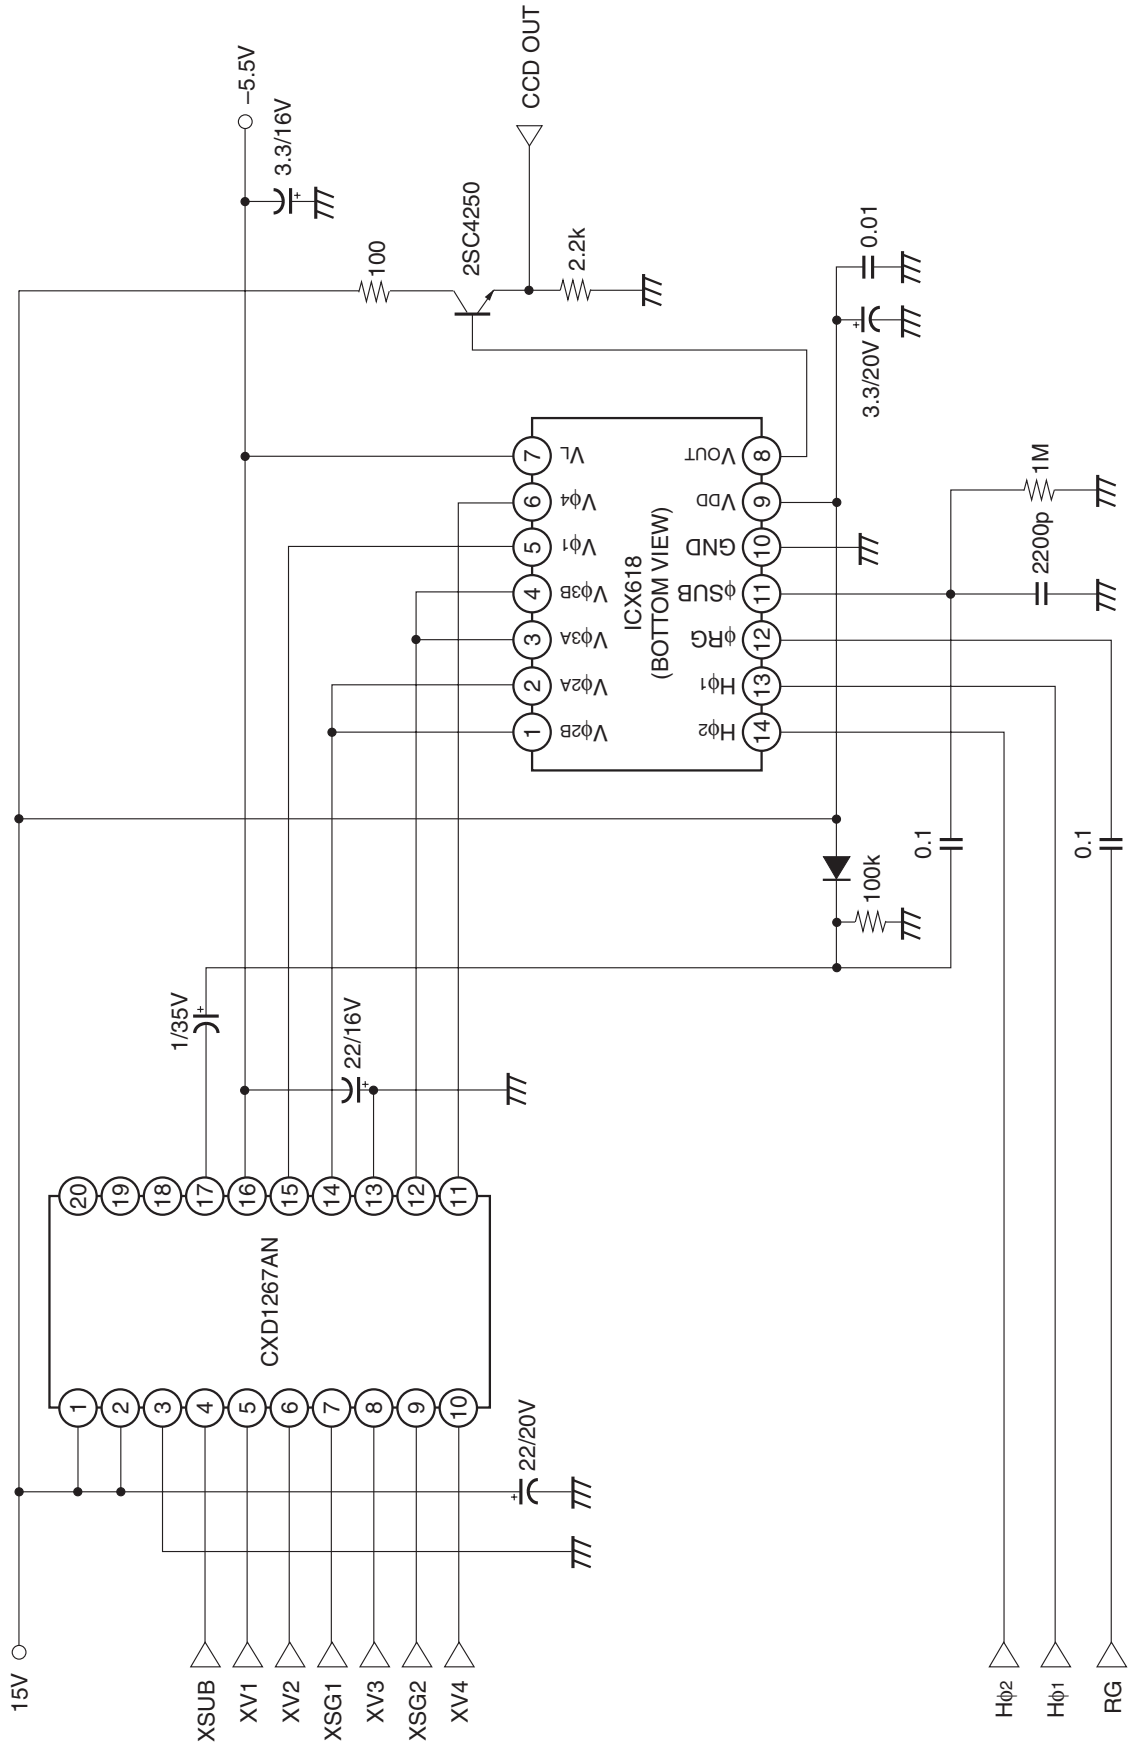 15V
XSUB
XV1
XV2
XSG1
XV3
XSG2
XV4
Hϕ2
Hϕ1
RG
22/20V
1
2
3
4
5
6
7
8
9
10
CXD1267AN
20
19
18
17
16
15
14
13
12
11
1/35V
+
22/16V
+
+
100k
0.1
0.1
ICX618
(BOTTOM VIEW)
1
2
3
4
5
6
7
Vϕ2B
Vϕ2A
Vϕ3A
Vϕ3B
Vϕ1
Vϕ4
VL
Hϕ2
Hϕ1
ϕRG
ϕSUB
GND
VDD
VOUT
14
13
12
11
10
9
8
2200p
1M
3.3/20V
+
0.01
100
2SC4250
2.2k
3.3/16V
+
–5.5V
CCD OUT